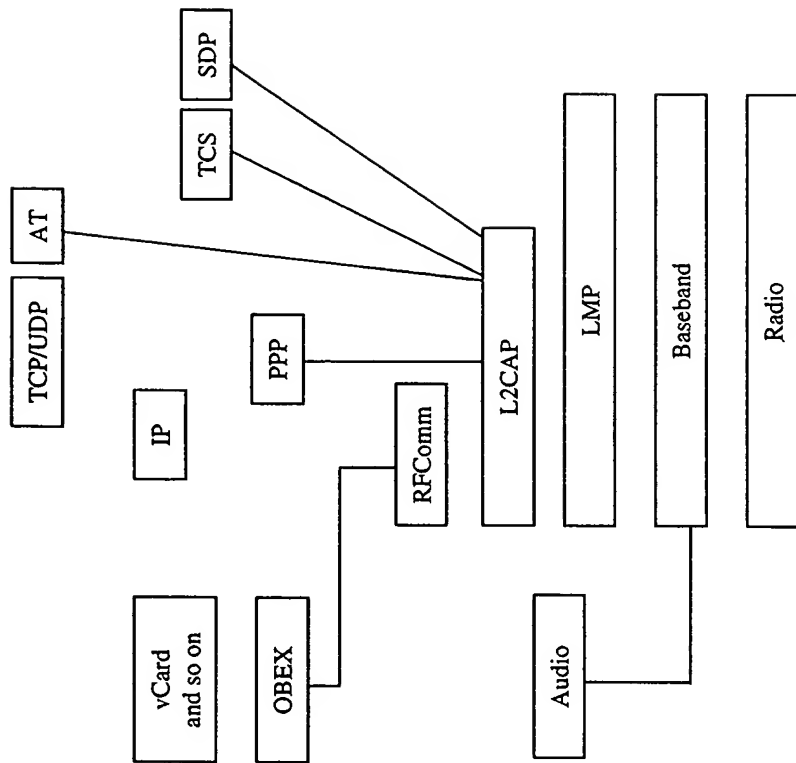 TCP/UDP
AT
IP
vCard
and so on
TCS
SDP
PPP
OBEX
RFComm
L2CAP
Audio
LMP
Baseband
Radio